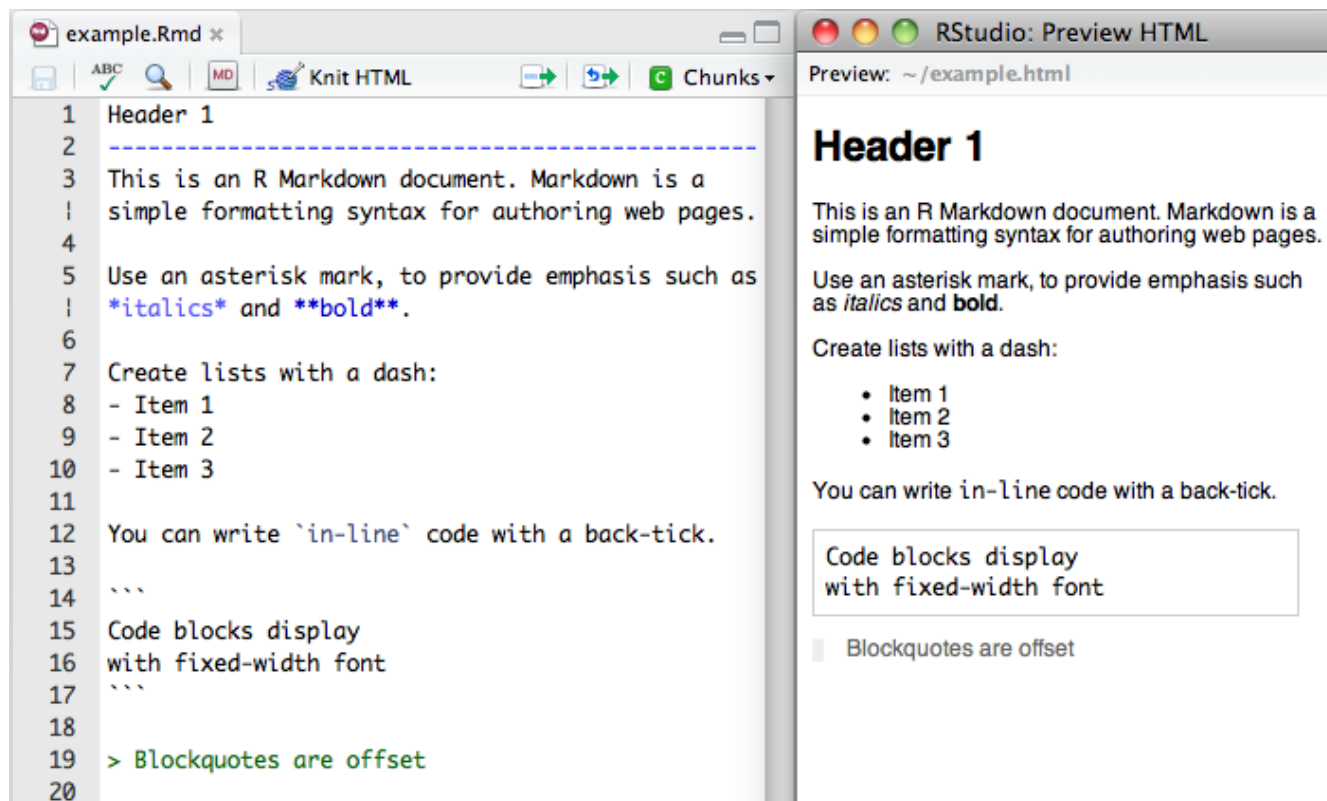 example.Rmd
ABC MD Knit HTML C Chunks
1 Header 1
2 -------------------------------------------------
3 This is an R Markdown document. Markdown is a
¦ simple formatting syntax for authoring web pages.
4
5 Use an asterisk mark, to provide emphasis such as
¦ *italics* and **bold**.
6
7 Create lists with a dash:
8 - Item 1
9 - Item 2
10 - Item 3
11
12 You can write `in-line` code with a back-tick.
13
14 ```
15 Code blocks display
16 with fixed-width font
17 ```
18
19 > Blockquotes are offset
20
RStudio: Preview HTML
Preview: ~/example.html
Header 1
This is an R Markdown document. Markdown is a
simple formatting syntax for authoring web pages.
Use an asterisk mark, to provide emphasis such
as italics and bold.
Create lists with a dash:
• Item 1
• Item 2
• Item 3
You can write in-line code with a back-tick.
Code blocks display
with fixed-width font
Blockquotes are offset